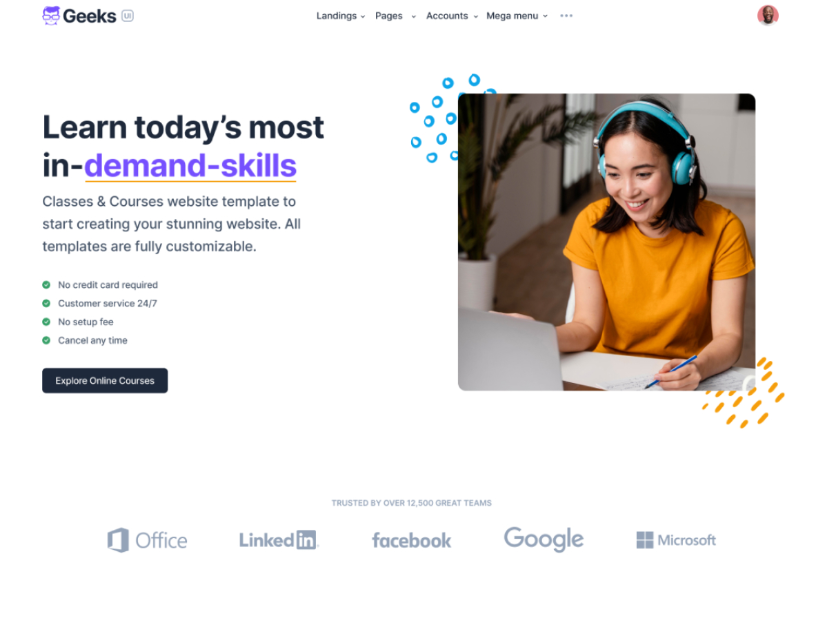 Geeks UI
Landings Pages Accounts Mega menu
Learn today’s most
in-demand-skills
Classes & Courses website template to
start creating your stunning website. All
templates are fully customizable.
No credit card required
Customer service 24/7
No setup fee
Cancel any time
Explore Online Courses
TRUSTED BY OVER 12,500 GREAT TEAMS
Office LinkedIn facebook Google Microsoft